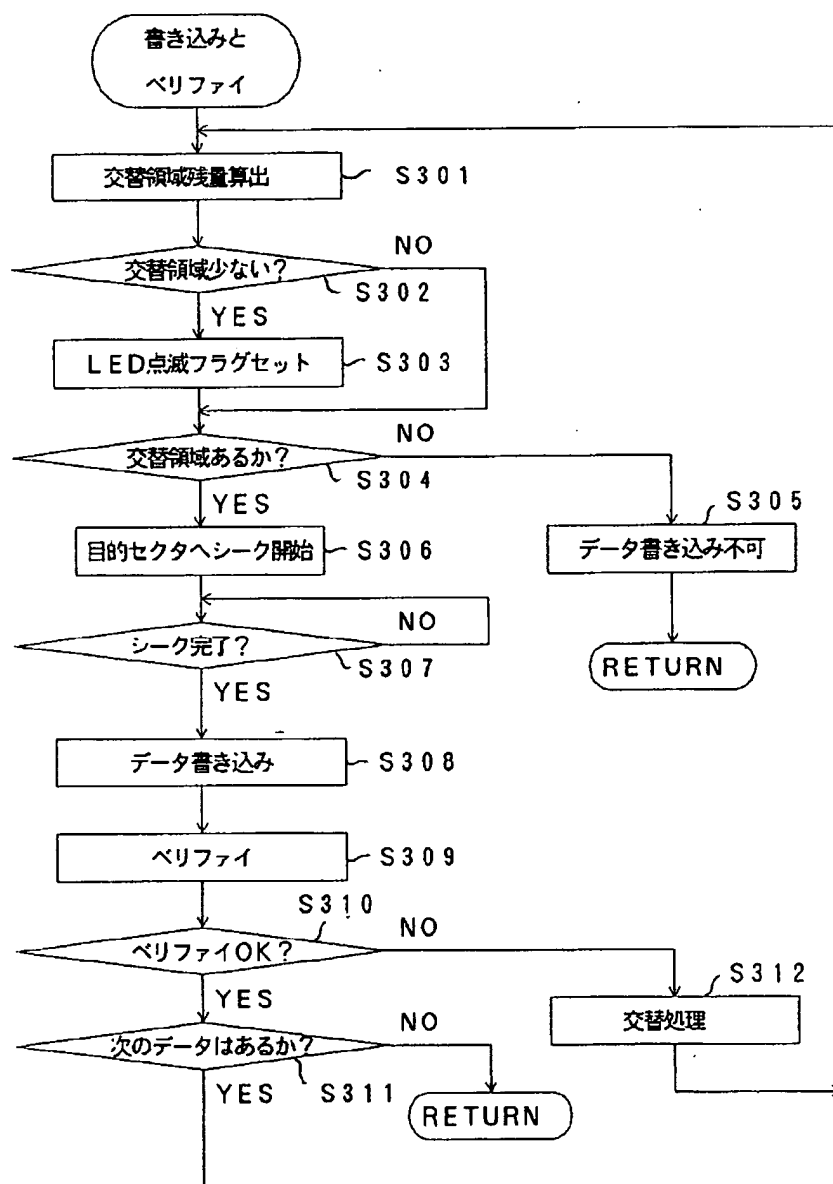 書き込みと
ベリファイ
交替領域残量算出
S301
交替領域少ない?
NO
S302
YES
LED点滅フラグセット
S303
交替領域あるか?
NO
S304
YES
S305
データ書き込み不可
目的セクタへシーク開始
S306
RETURN
シーク完了?
NO
S307
YES
データ書き込み
S308
ベリファイ
S309
S310
ベリファイOK?
NO
YES
S312
交替処理
次のデータはあるか?
NO
YES
S311
RETURN